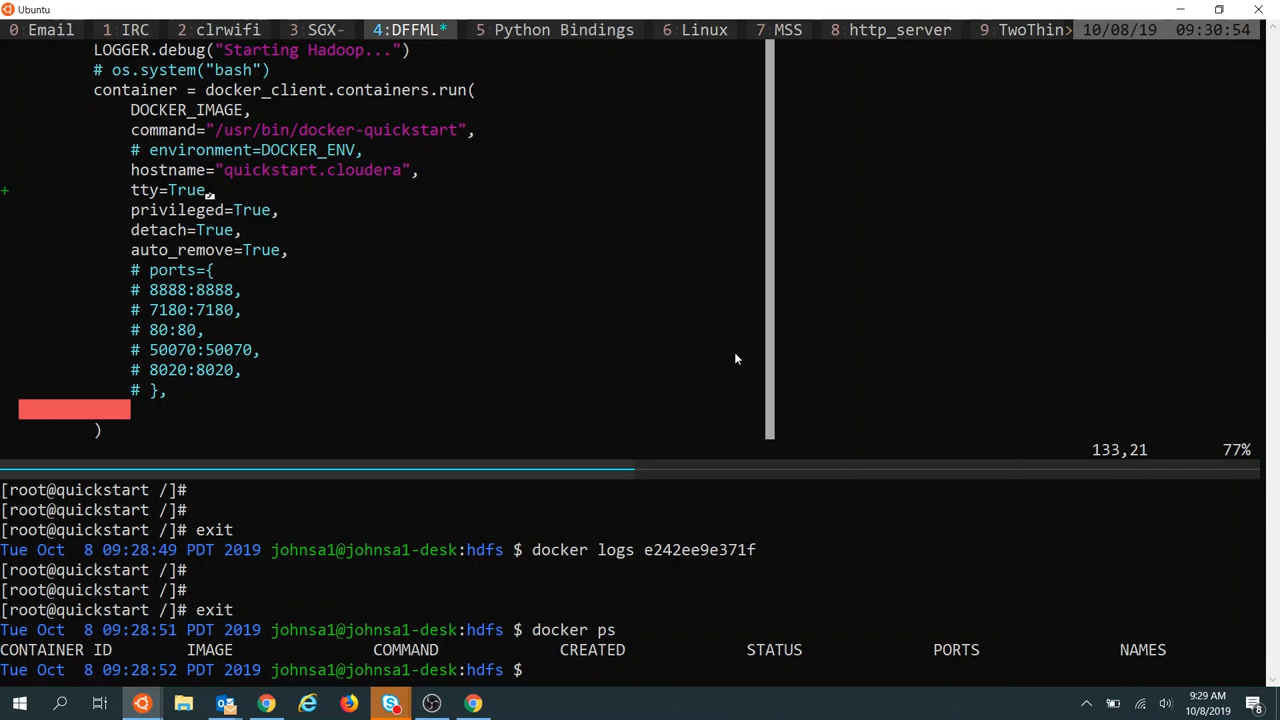 Ubuntu
0 Email 1 IRC 2 clrwifi 3 SGX- 4:DFFML* 5 Python Bindings 6 Linux 7 MSS 8 http_server 9 TwoThin> 10/08/19 09:30:54
LOGGER.debug("Starting Hadoop...")
# os.system("bash")
container = docker_client.containers.run(
DOCKER_IMAGE,
command="/usr/bin/docker-quickstart",
# environment=DOCKER_ENV,
hostname="quickstart.cloudera",
+ tty=True,
privileged=True,
detach=True,
auto_remove=True,
# ports={
# 8888:8888,
# 7180:7180,
# 80:80,
# 50070:50070,
# 8020:8020,
# },
)
133,21 77%
[root@quickstart /]#
[root@quickstart /]#
[root@quickstart /]# exit
Tue Oct 8 09:28:49 PDT 2019 johnsa1@johnsa1-desk:hdfs $ docker logs e242ee9e371f
[root@quickstart /]#
[root@quickstart /]#
[root@quickstart /]# exit
Tue Oct 8 09:28:51 PDT 2019 johnsa1@johnsa1-desk:hdfs $ docker ps
CONTAINER ID IMAGE COMMAND CREATED STATUS PORTS NAMES
Tue Oct 8 09:28:52 PDT 2019 johnsa1@johnsa1-desk:hdfs $
9:29 AM
10/8/2019
8